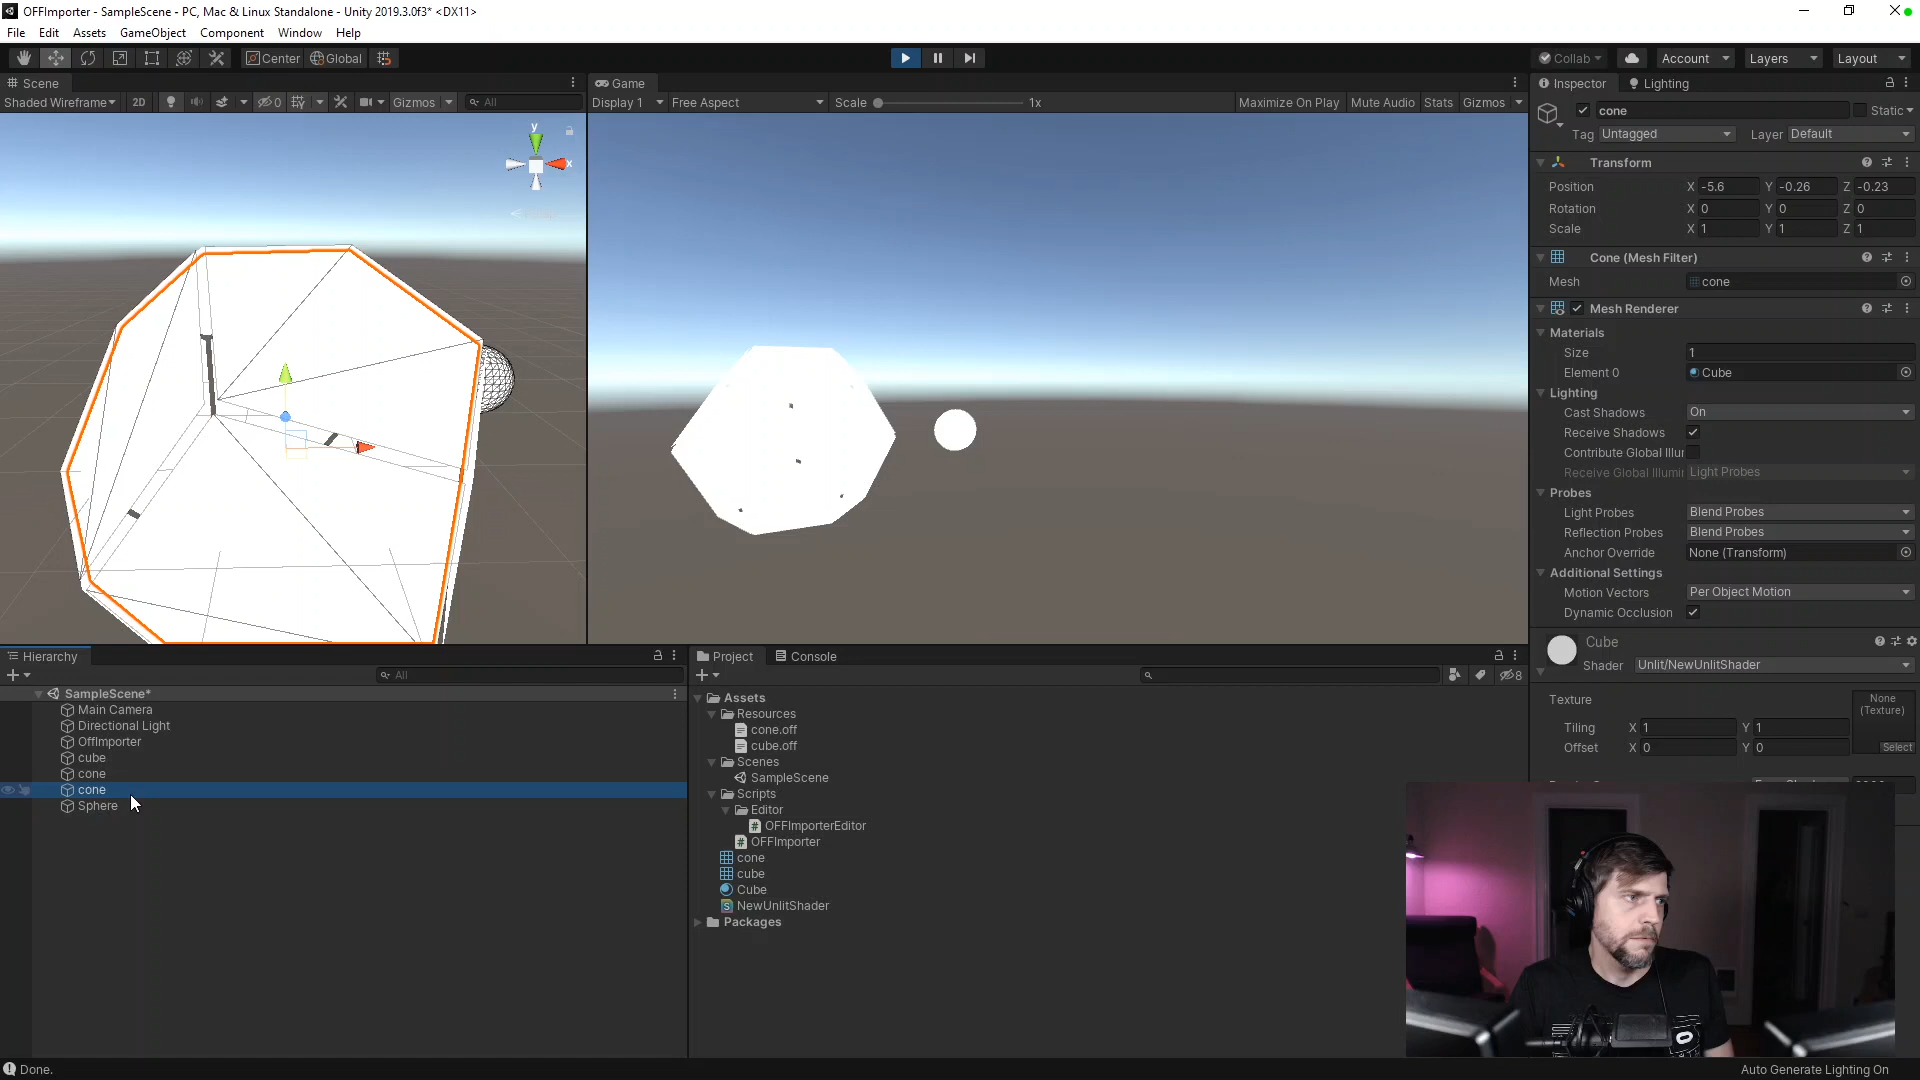 OFFImporter - SampleScene - PC, Mac & Linux Standalone - Unity 2019.3.0f3* <DX11>
File Edit Assets GameObject Component Window Help
Center Global
Collab Account Layers Layout
Scene
Shaded Wireframe 2D 0 Gizmos All
y
x
Game
Display 1 Free Aspect Scale 1x Maximize On Play Mute Audio Stats Gizmos
Inspector Lighting
cone Static
Tag Untagged Layer Default
Transform
Position X -5.6 Y -0.26 Z -0.23
Rotation X 0 Y 0 Z 0
Scale X 1 Y 1 Z 1
Cone (Mesh Filter)
Mesh cone
Mesh Renderer
Materials
Size 1
Element 0 Cube
Lighting
Cast Shadows On
Receive Shadows
Contribute Global Illur
Receive Global Illumir Light Probes
Probes
Light Probes Blend Probes
Reflection Probes Blend Probes
Anchor Override None (Transform)
Additional Settings
Motion Vectors Per Object Motion
Dynamic Occlusion
Cube
Shader Unlit/NewUnlitShader
Texture None
(Texture)
Tiling X 1 Y 1
Offset X 0 Y 0 Select
Hierarchy
All
SampleScene*
Main Camera
Directional Light
OffImporter
cube
cone
cone
Sphere
Project Console
8
Assets
Resources
cone.off
cube.off
Scenes
SampleScene
Scripts
Editor
OFFImporterEditor
OFFImporter
cone
cube
Cube
NewUnlitShader
Packages
Done.
Auto Generate Lighting On